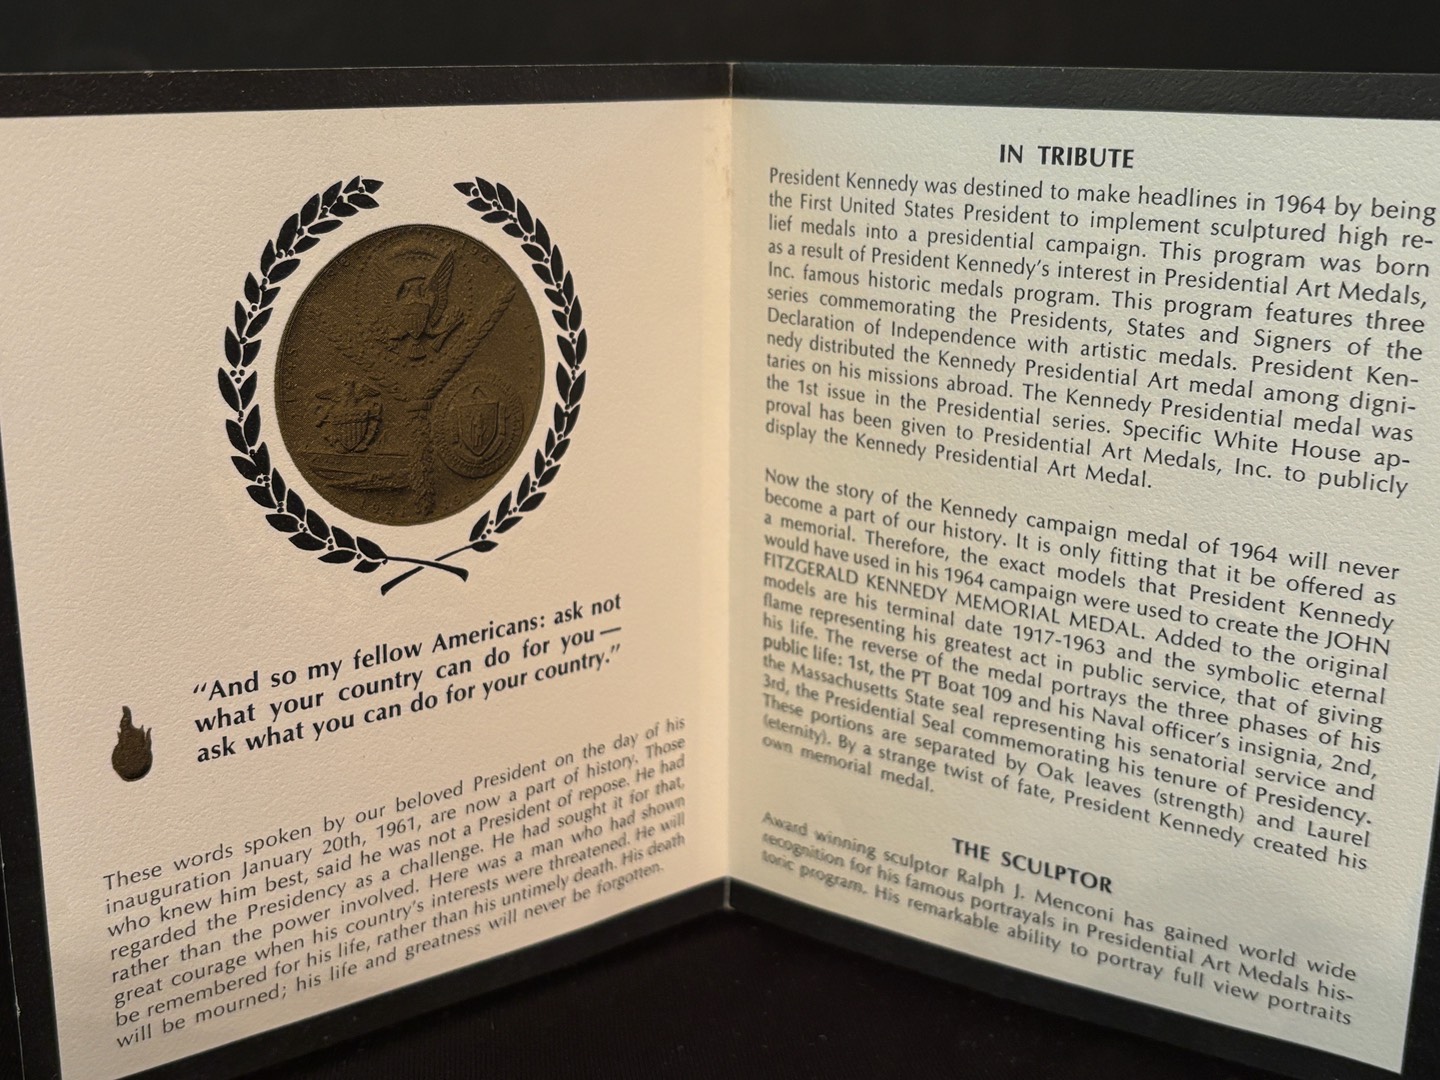 "And so my fellow Americans: ask not
what your country can do for you—
ask what you can do for your country."
These words spoken by our beloved President on the day of his
inauguration January 20th, 1961, are now a part of history. Those
who knew him best, said he was not a President of repose. He had
regarded the Presidency as a challenge. He had sought it for that,
rather than the power involved. Here was a man who had shown
great courage when his country's interests were threatened. He will
be remembered for his life, rather than his untimely death. His death
will be mourned; his life and greatness will never be forgotten.
IN TRIBUTE
President Kennedy was destined to make headlines in 1964 by being
the First United States President to implement sculptured high re-
lief medals into a presidential campaign. This program was born
as a result of President Kennedy's interest in Presidential Art Medals,
Inc. famous historic medals program. This program features three
series commemorating the Presidents, States and Signers of the
Declaration of Independence with artistic medals. President Ken-
nedy distributed the Kennedy Presidential Art medal among digni-
taries on his missions abroad. The Kennedy Presidential medal was
the 1st issue in the Presidential series. Specific White House ap-
proval has been given to Presidential Art Medals, Inc. to publicly
display the Kennedy Presidential Art Medal.
Now the story of the Kennedy campaign medal of 1964 will never
become a part of our history. It is only fitting that it be offered as
a memorial. Therefore, the exact models that President Kennedy
would have used in his 1964 campaign were used to create the JOHN
FITZGERALD KENNEDY MEMORIAL MEDAL. Added to the original
models are his terminal date 1917-1963 and the symbolic eternal
flame representing his greatest act in public service, that of giving
his life. The reverse of the medal portrays the three phases of his
public life: 1st, the PT Boat 109 and his Naval officer's insignia, 2nd,
the Massachusetts State seal representing his senatorial service and
3rd, the Presidential Seal commemorating his tenure of Presidency.
These portions are separated by Oak leaves (strength) and Laurel
(eternity). By a strange twist of fate, President Kennedy created his
own memorial medal.
THE SCULPTOR
Award winning sculptor Ralph J. Menconi has gained world wide
recognition for his famous portrayals in Presidential Art Medals his-
toric program. His remarkable ability to portray full view portraits